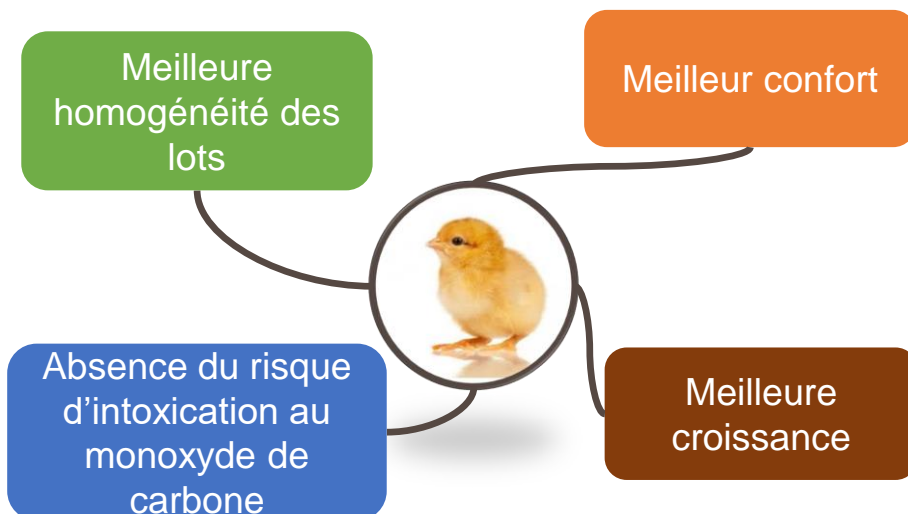 Meilleure
homogénéité des
lots
Meilleur confort
Absence du risque
d’intoxication au
monoxyde de
carbone
Meilleure
croissance